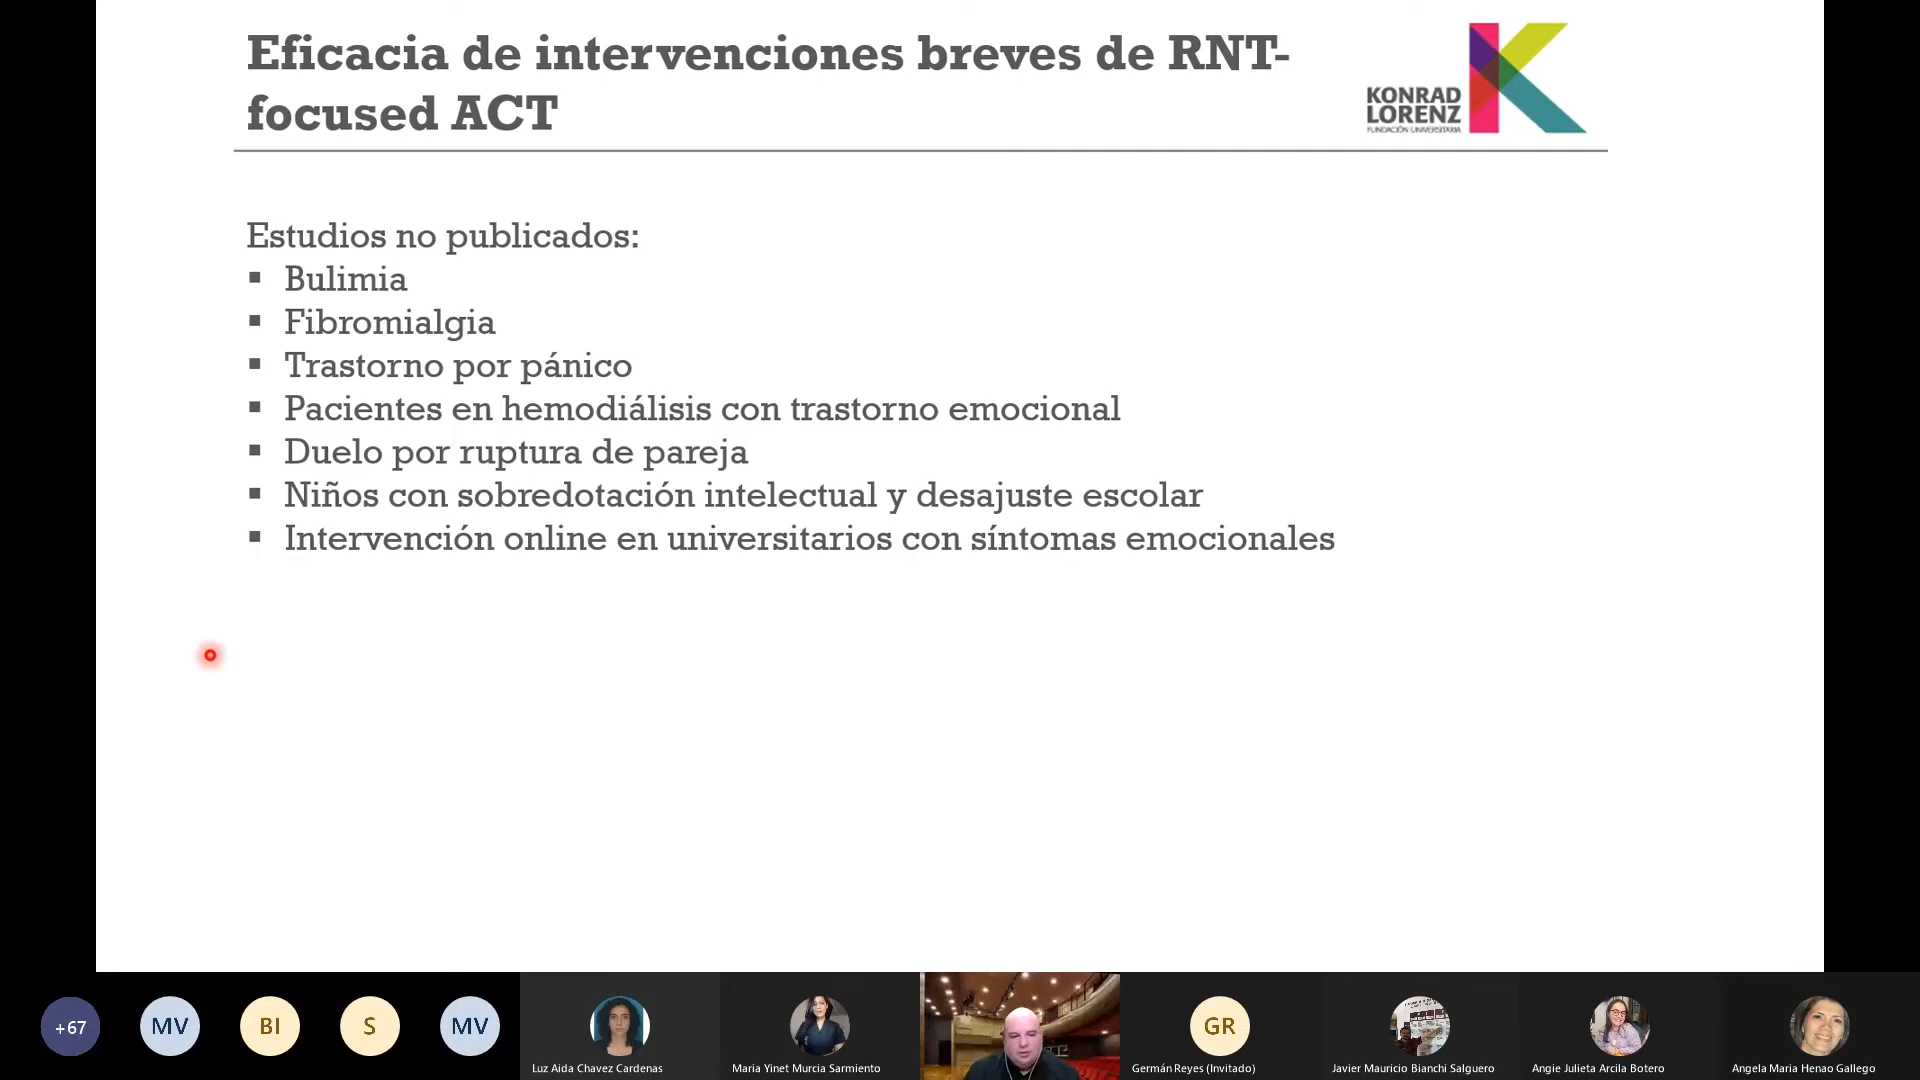 Eficacia de intervenciones breves de RNT-
focused ACT
KONRAD
LORENZ
FUNDACIÓN UNIVERSITARIA
Estudios no publicados:
▪ Bulimia
▪ Fibromialgia
▪ Trastorno por pánico
▪ Pacientes en hemodiálisis con trastorno emocional
▪ Duelo por ruptura de pareja
▪ Niños con sobredotación intelectual y desajuste escolar
▪ Intervención online en universitarios con síntomas emocionales
+67
MV
BI
S
MV
GR
Luz Aida Chavez Cardenas
Maria Yinet Murcia Sarmiento
Germán Reyes (Invitado)
Javier Mauricio Bianchi Salguero
Angie Julieta Arcila Botero
Angela Maria Henao Gallego